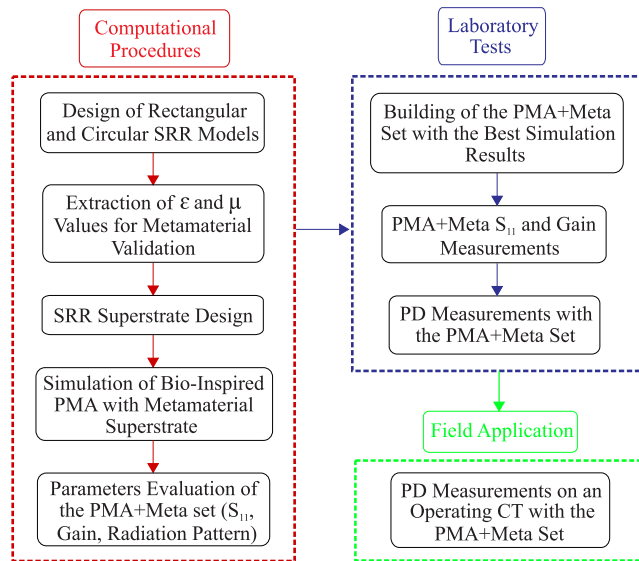 Computational
Procedures
Design of Rectangular
and Circular SRR Models
Extraction of ε and μ
Values for Metamaterial
Validation
SRR Superstrate Design
Simulation of Bio-Inspired
PMA with Metamaterial
Superstrate
Parameters Evaluation of
the PMA+Meta set (S₁₁,
Gain, Radiation Pattern)
Laboratory
Tests
Building of the PMA+Meta
Set with the Best Simulation
Results
PMA+Meta S₁₁ and Gain
Measurements
PD Measurements with
the PMA+Meta Set
Field Application
PD Measurements on an
Operating CT with the
PMA+Meta Set